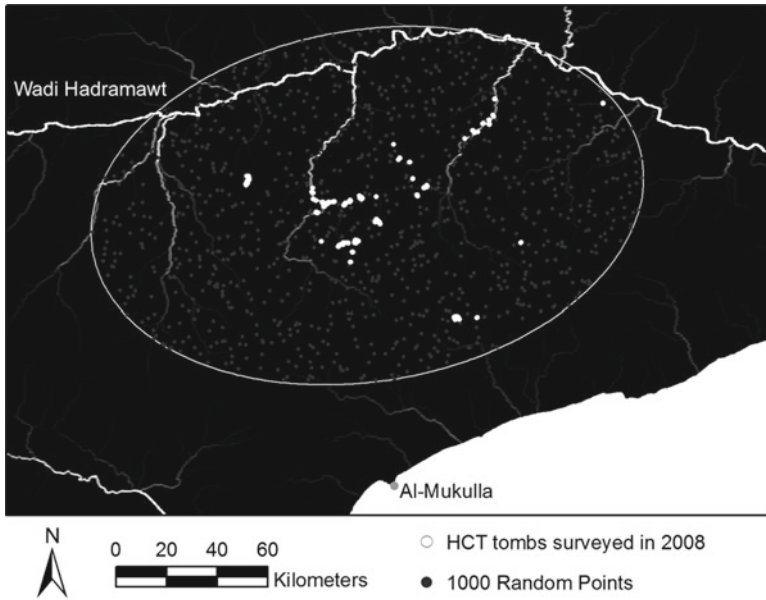 Wadi Hadramawt
Al-Mukulla
N
0 20 40 60
Kilometers
HCT tombs surveyed in 2008
1000 Random Points